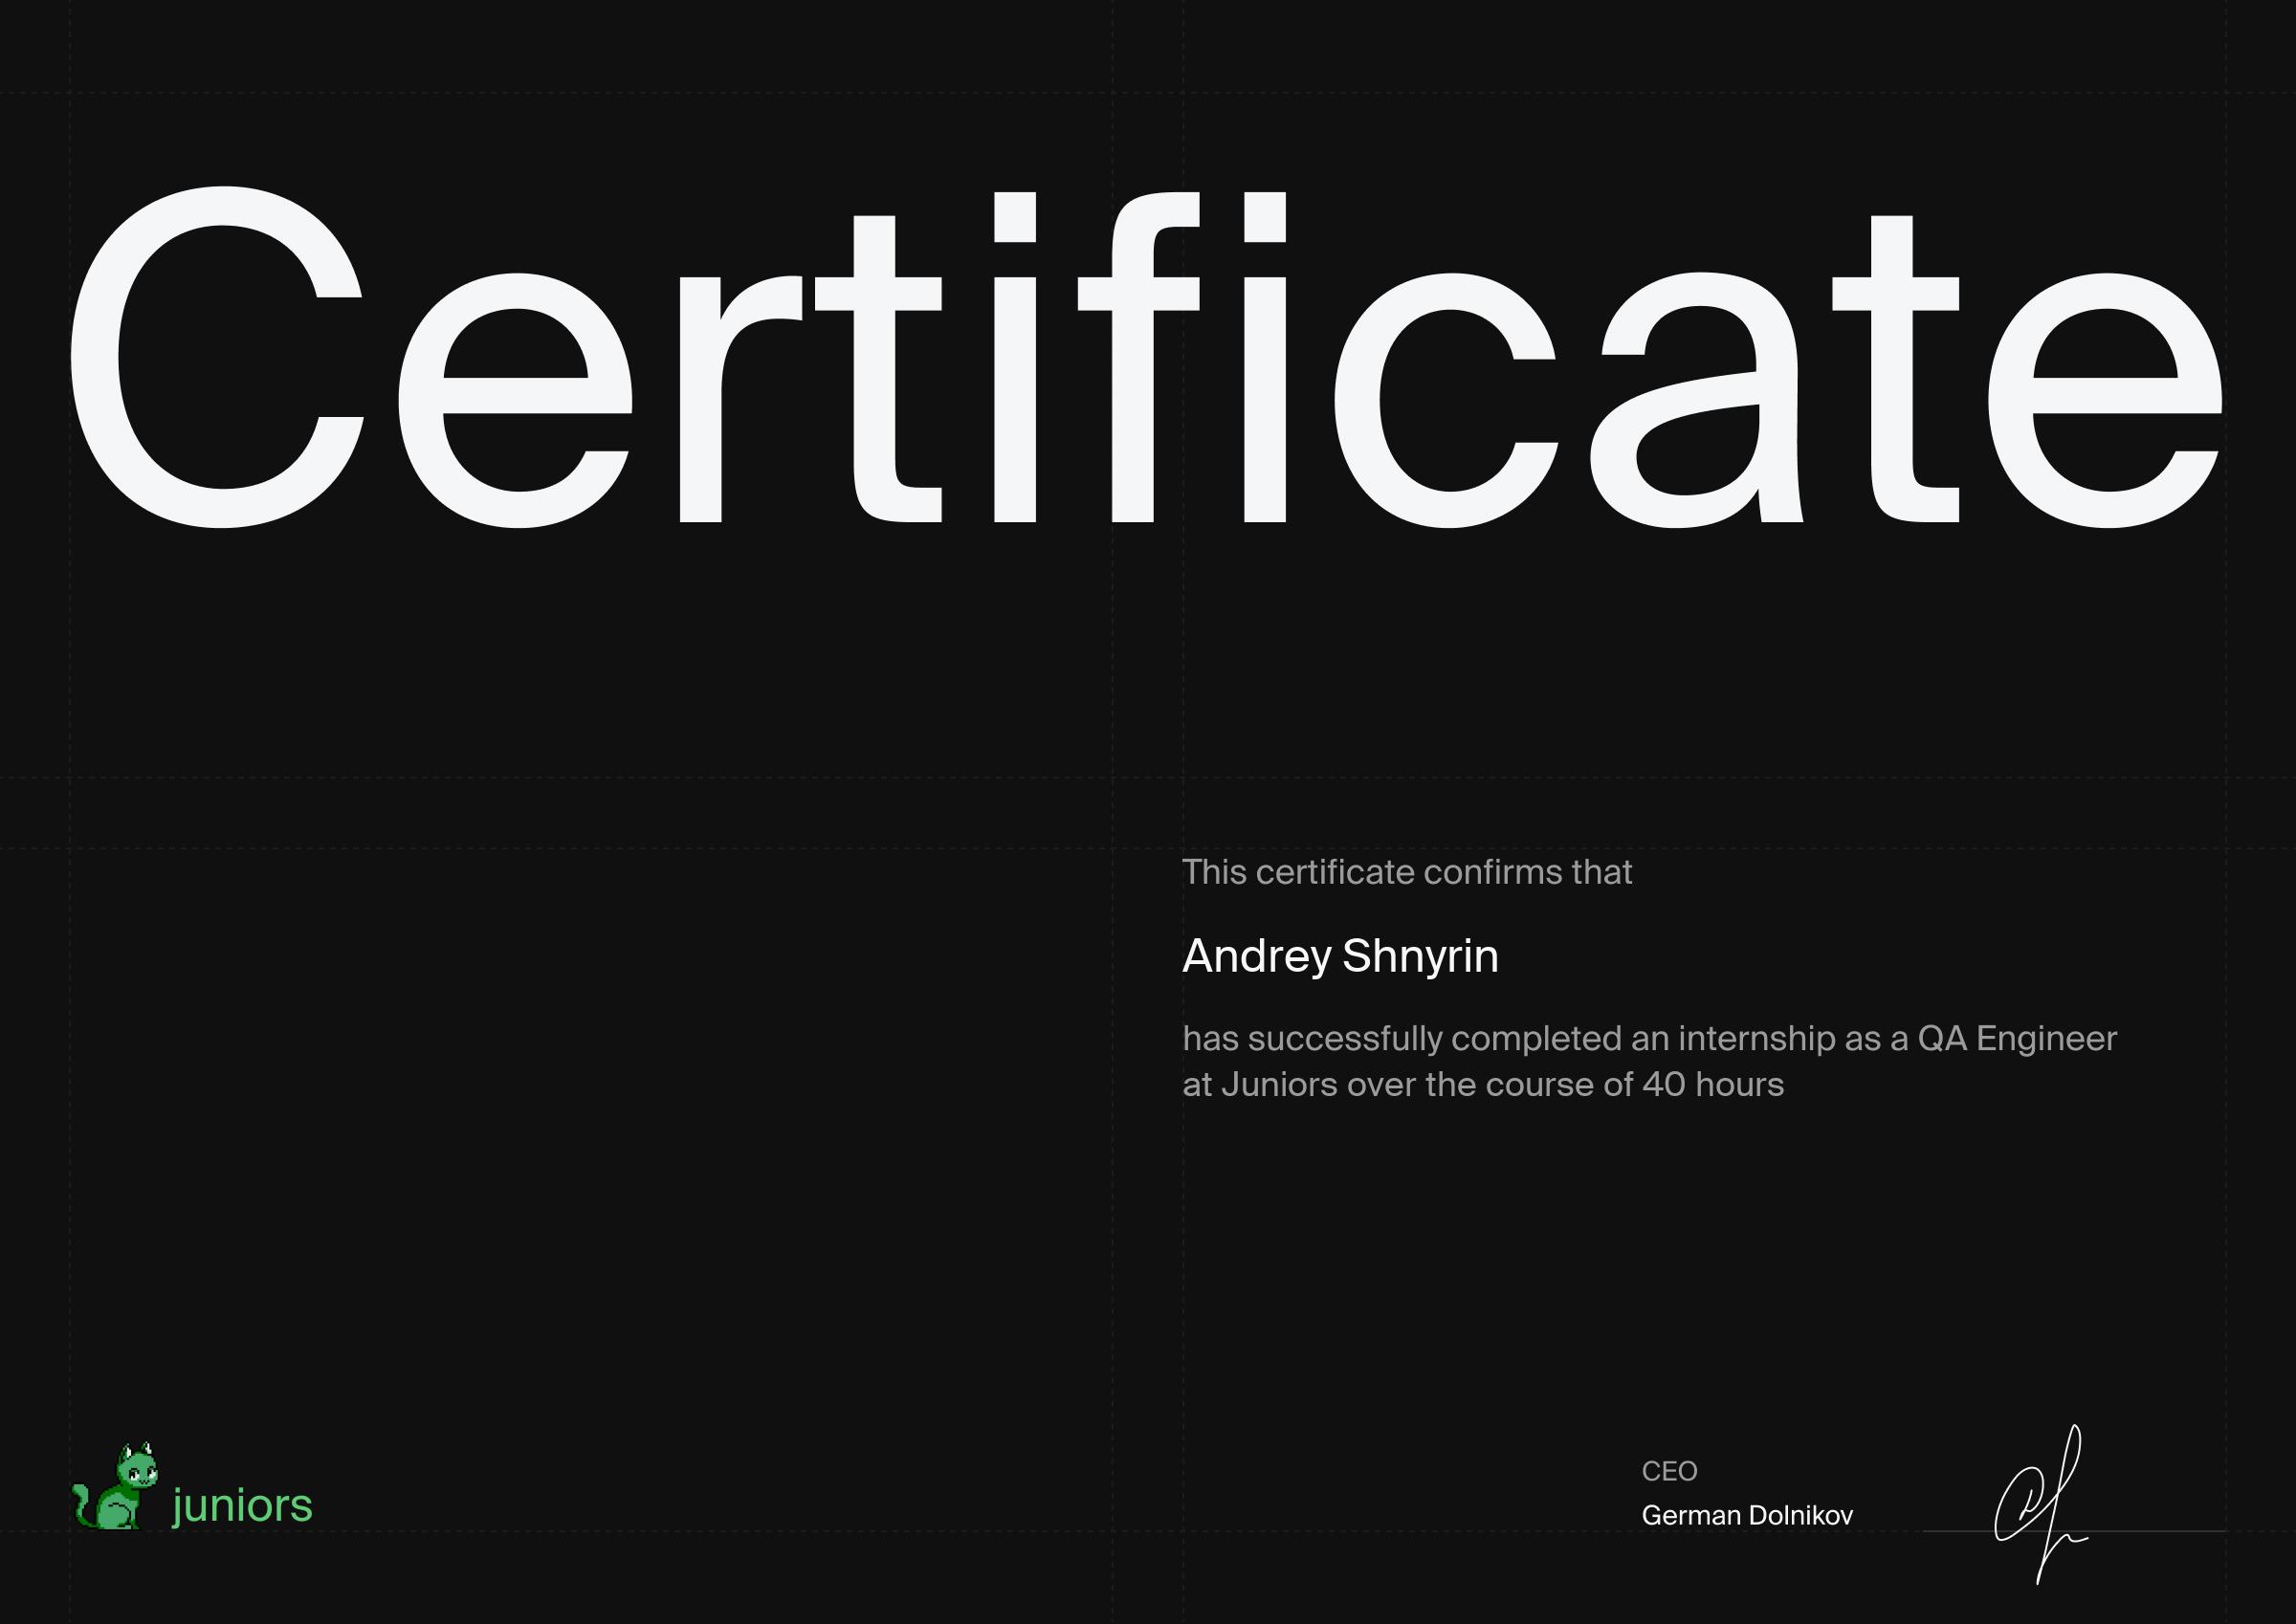 Certificate
This certificate confirms that
Andrey Shnyrin
has successfully completed an internship as a QA Engineer
at Juniors over the course of 40 hours
juniors
CEO
German Dolnikov